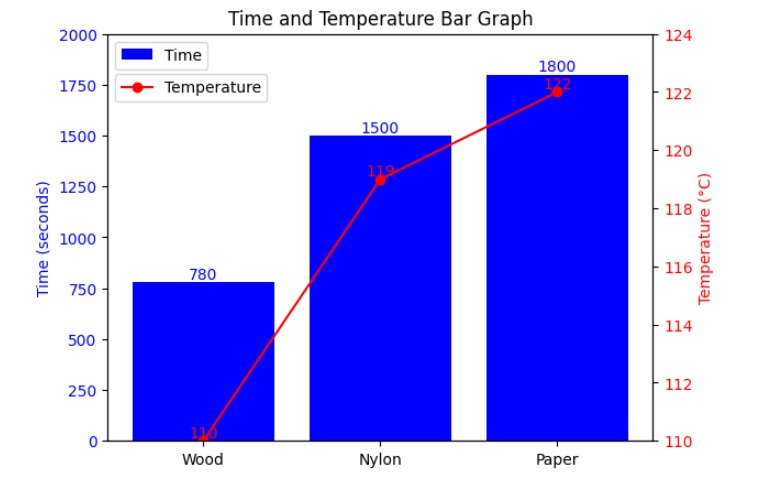 Time and Temperature Bar Graph
Time
Temperature
Time (seconds)
2000
1750
1500
1250
1000
750
500
250
0
780
1500
1800
110
119
122
Wood
Nylon
Paper
124
122
120
118
116
114
112
110
Temperature (°C)